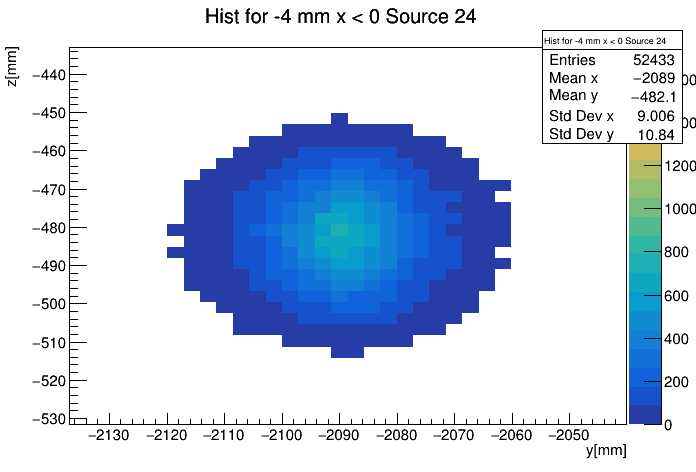 Hist for -4 mm x < 0 Source 24
z[mm]
Hist for -4 mm x < 0 Source 24
Entries 52433
Mean x −2089
Mean y −482.1
Std Dev x 9.006
Std Dev y 10.84
−440
−450
−460
−470
−480
−490
−500
−510
−520
−530
1200
1000
800
600
400
200
0
−2130 −2120 −2110 −2100 −2090 −2080 −2070 −2060 −2050
y[mm]